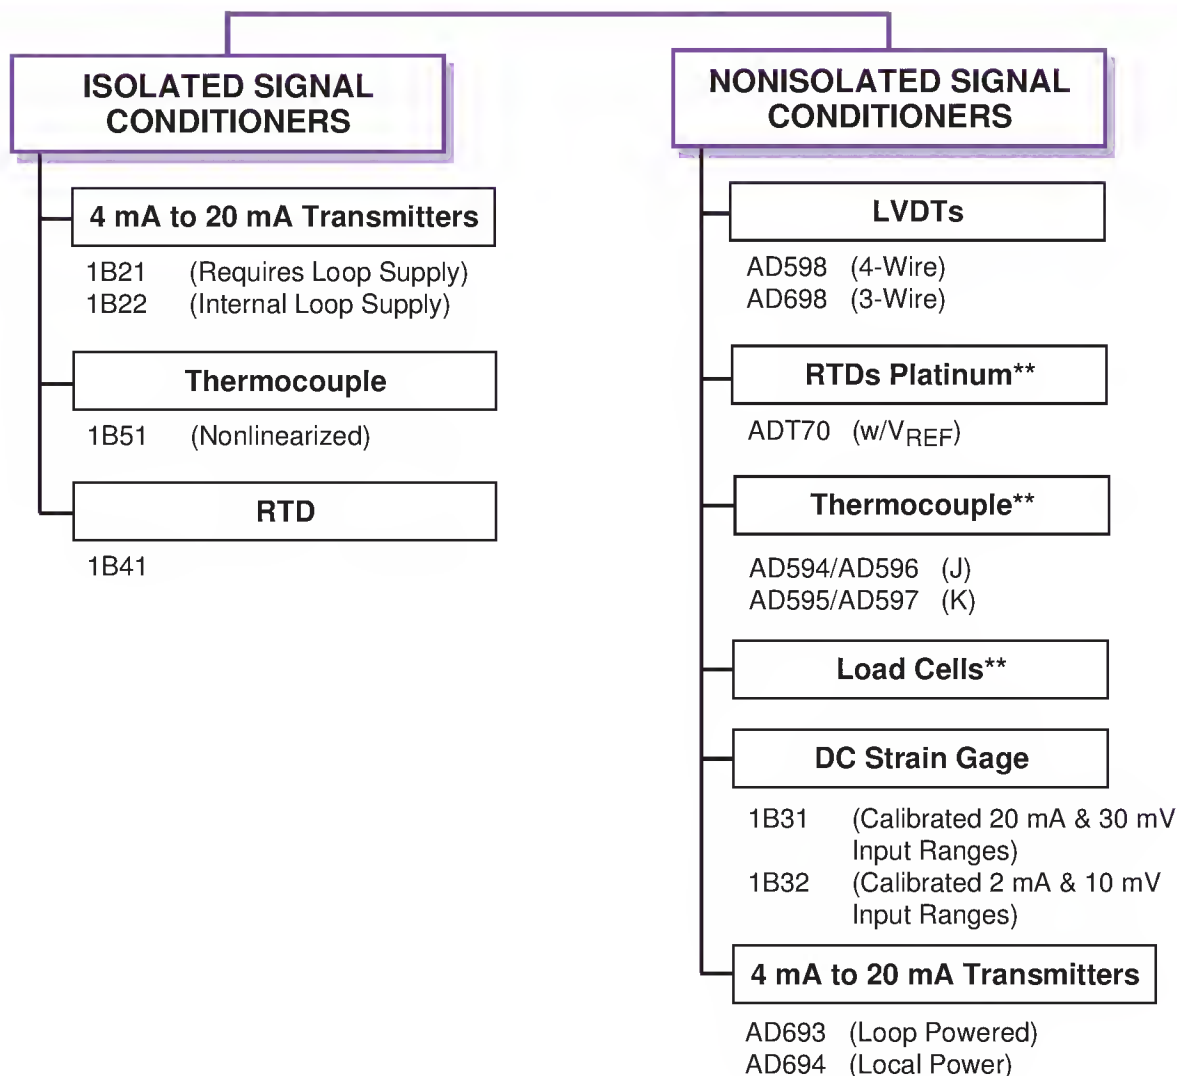 ISOLATED SIGNAL
CONDITIONERS
4 mA to 20 mA Transmitters
1B21 (Requires Loop Supply)
1B22 (Internal Loop Supply)
Thermocouple
1B51 (Nonlinearized)
RTD
1B41
NONISOLATED SIGNAL
CONDITIONERS
LVDTs
AD598 (4-Wire)
AD698 (3-Wire)
RTDs Platinum**
ADT70 (w/VREF)
Thermocouple**
AD594/AD596 (J)
AD595/AD597 (K)
Load Cells**
DC Strain Gage
1B31 (Calibrated 20 mA & 30 mV
Input Ranges)
1B32 (Calibrated 2 mA & 10 mV
Input Ranges)
4 mA to 20 mA Transmitters
AD693 (Loop Powered)
AD694 (Local Power)